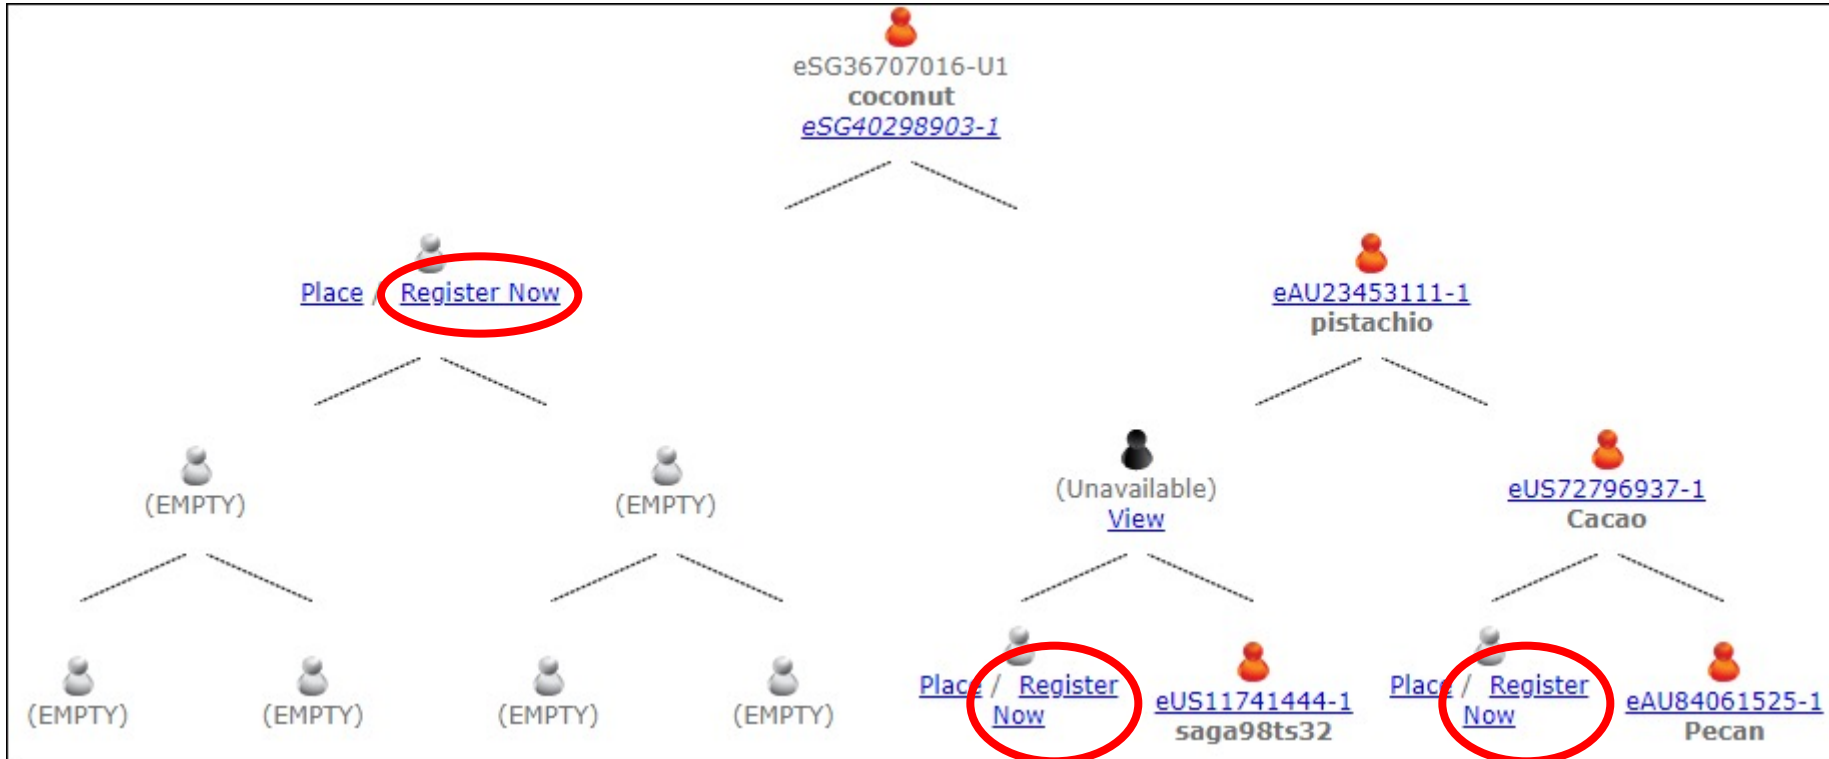 eSG36707016-U1
coconut
eSG40298903-1
Place / Register Now
eAU23453111-1
pistachio
(EMPTY)
(EMPTY)
(Unavailable)
View
eUS72796937-1
Cacao
(EMPTY)
(EMPTY)
(EMPTY)
(EMPTY)
Place / Register
Now
eUS11741444-1
saga98ts32
Place / Register
Now
eAU84061525-1
Pecan